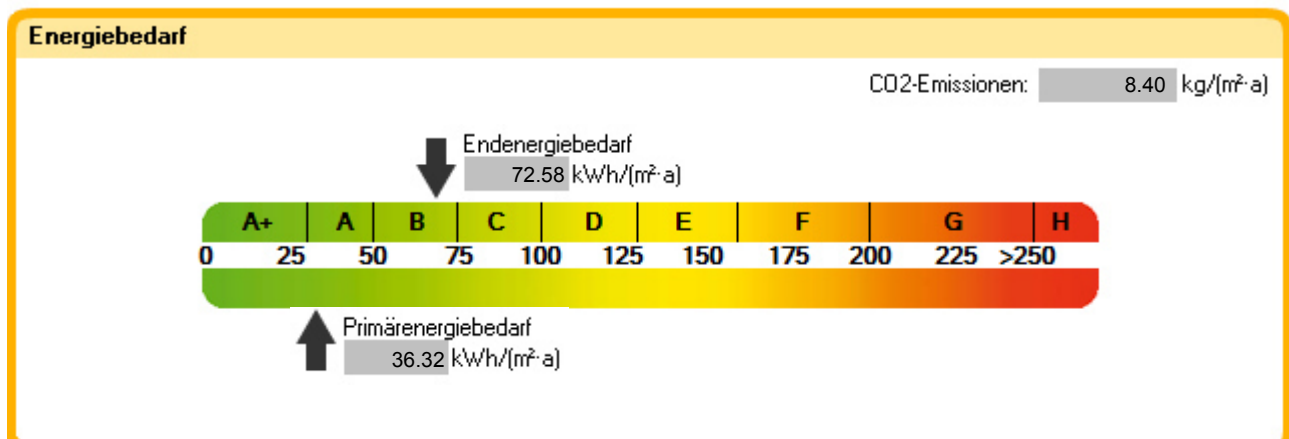 Energiebedarf
CO2-Emissionen: 8.40 kg/(m²·a)
Endenergiebedarf
72.58 kWh/(m²·a)
A+ A B C D E F G H
0 25 50 75 100 125 150 175 200 225 >250
Primärenergiebedarf
36.32 kWh/(m²·a)